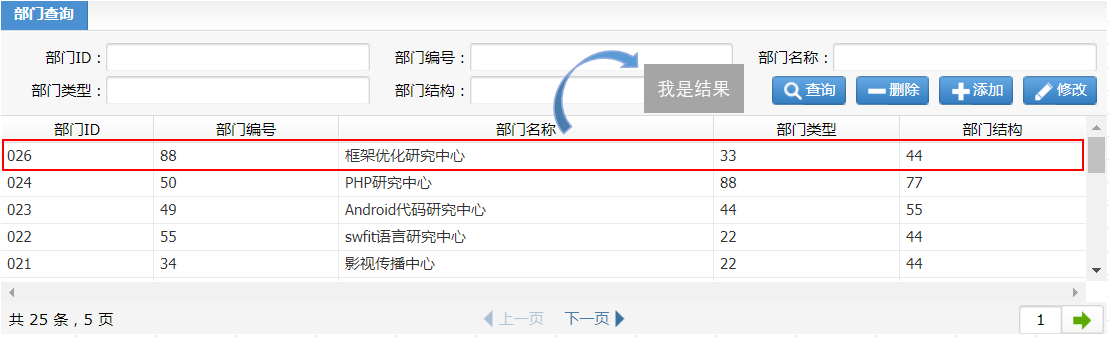 部门查询
部门ID： 部门编号： 部门名称：
部门类型： 部门结构： 我是结果 查询 删除 添加 修改
部门ID 部门编号 部门名称 部门类型 部门结构
026 88 框架优化研究中心 33 44
024 50 PHP研究中心 88 77
023 49 Android代码研究中心 44 55
022 55 swfit语言研究中心 22 44
021 34 影视传播中心 22 44
共 25 条，5 页 上一页 下一页 1